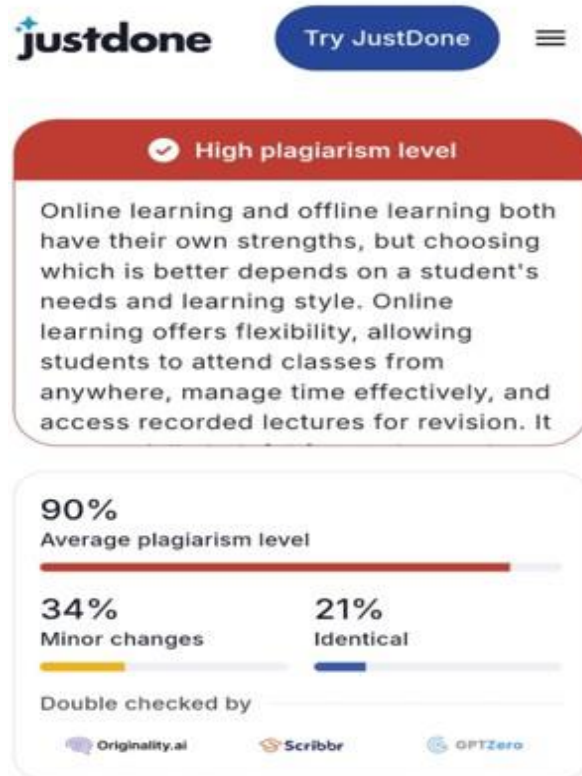 justdone
Try JustDone
High plagiarism level
Online learning and offline learning both
have their own strengths, but choosing
which is better depends on a student's
needs and learning style. Online
learning offers flexibility, allowing
students to attend classes from
anywhere, manage time effectively, and
access recorded lectures for revision. It
90%
Average plagiarism level
34%
Minor changes
21%
Identical
Double checked by
Originality.ai
Scribbr
GPTZero